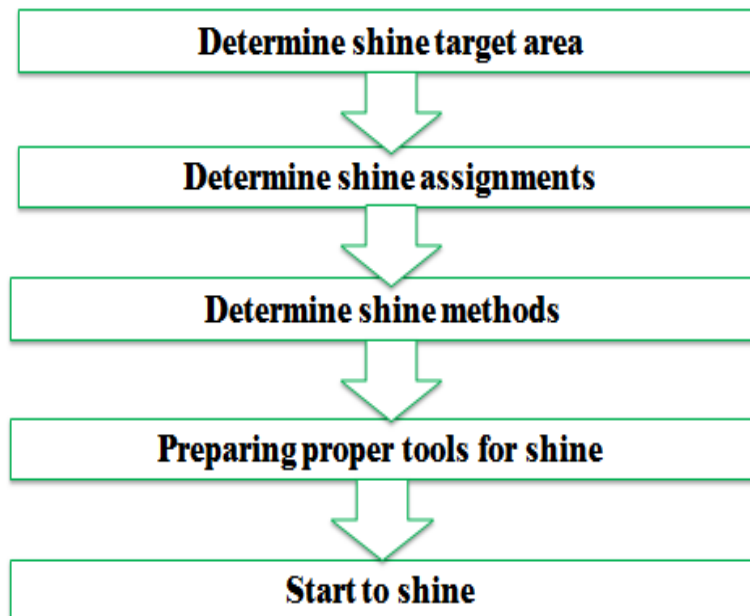 Determine shine target area
Determine shine assignments
Determine shine methods
Preparing proper tools for shine
Start to shine